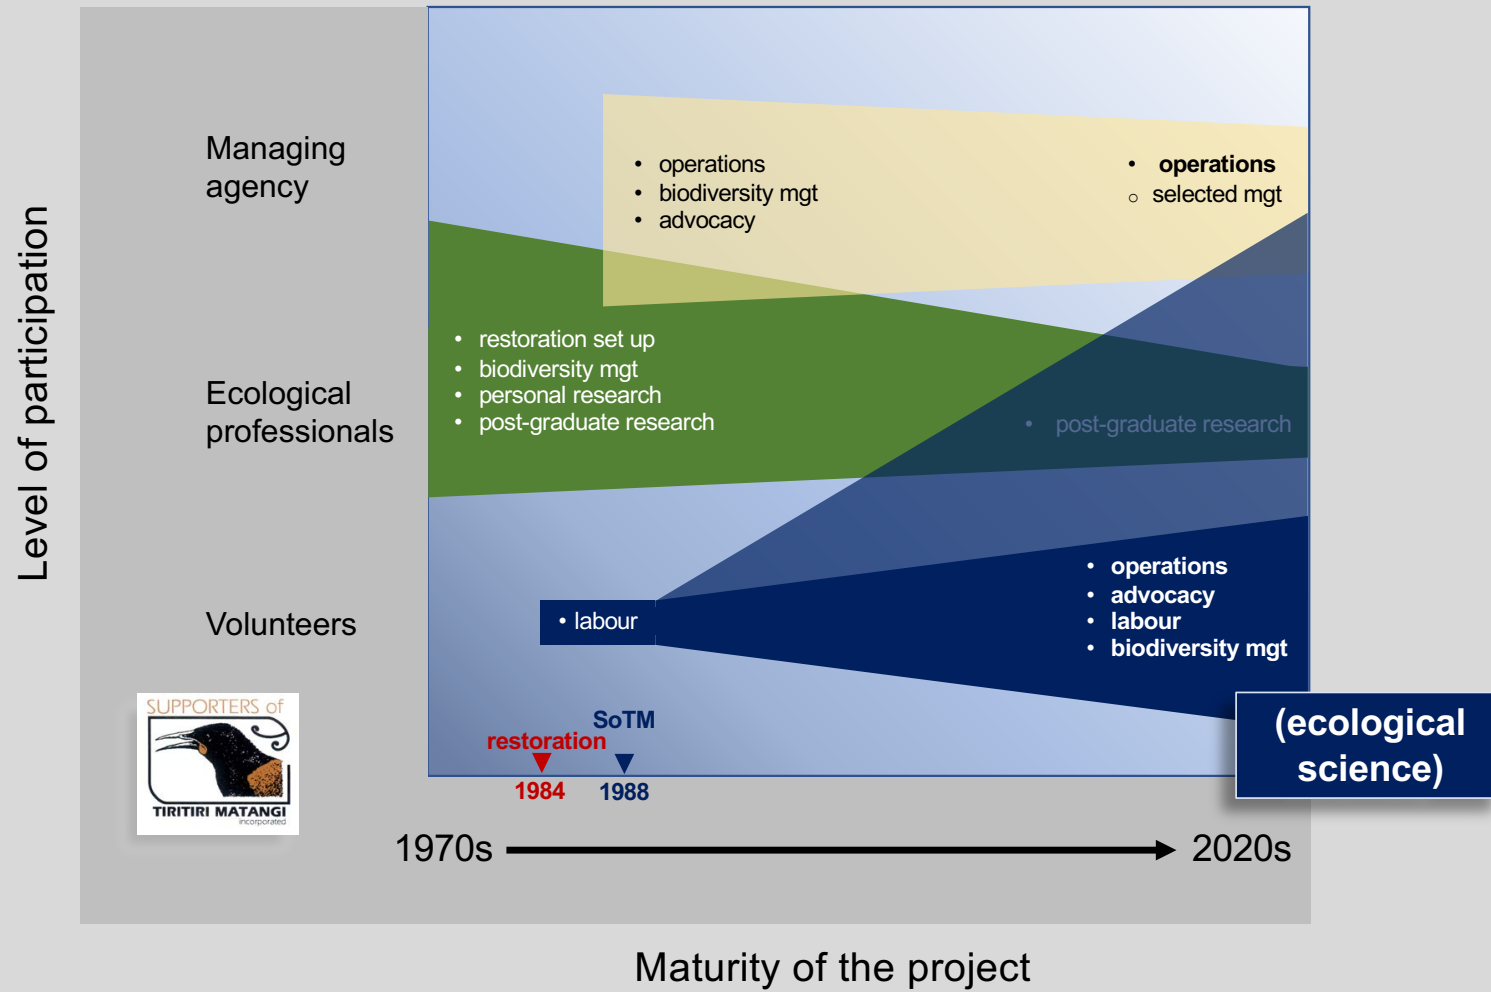 Level of participation
Managing
agency
• operations
• biodiversity mgt
• advocacy
• operations
○ selected mgt
Ecological
professionals
• restoration set up
• biodiversity mgt
• personal research
• post-graduate research
• post-graduate research
Volunteers
• labour
• operations
• advocacy
• labour
• biodiversity mgt
(ecological
science)
SUPPORTERS of
TIRITIRI MATANGI
incorporated
SoTM
restoration
1984
1988
1970s
2020s
Maturity of the project